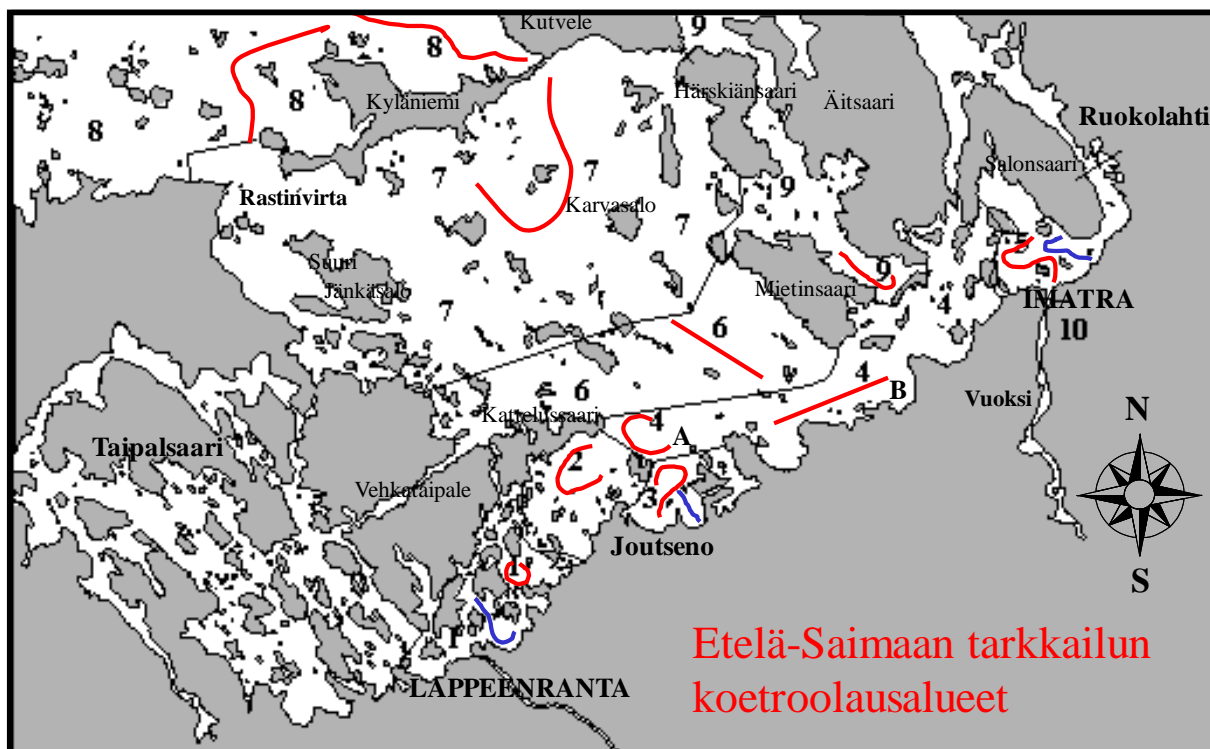 Kutvele
9
8
8
8
Kyläniemi
Härskiänsaari
Äitsaari
Ruokolahti
Salonsaari
7
7
9
Rastinvirta
Karvasalo
7
5
Suuri
Jänkäsalo
9
Mietinsaari
7
6
4
IMATRA
10
6
4
B
Vuoksi
N
Kattelussaari
4
A
Taipalsaari
2
Vehkataipale
3
Joutseno
S
1
1
LAPPEENRANTA
Etelä-Saimaan tarkkailun
koetroolausalueet